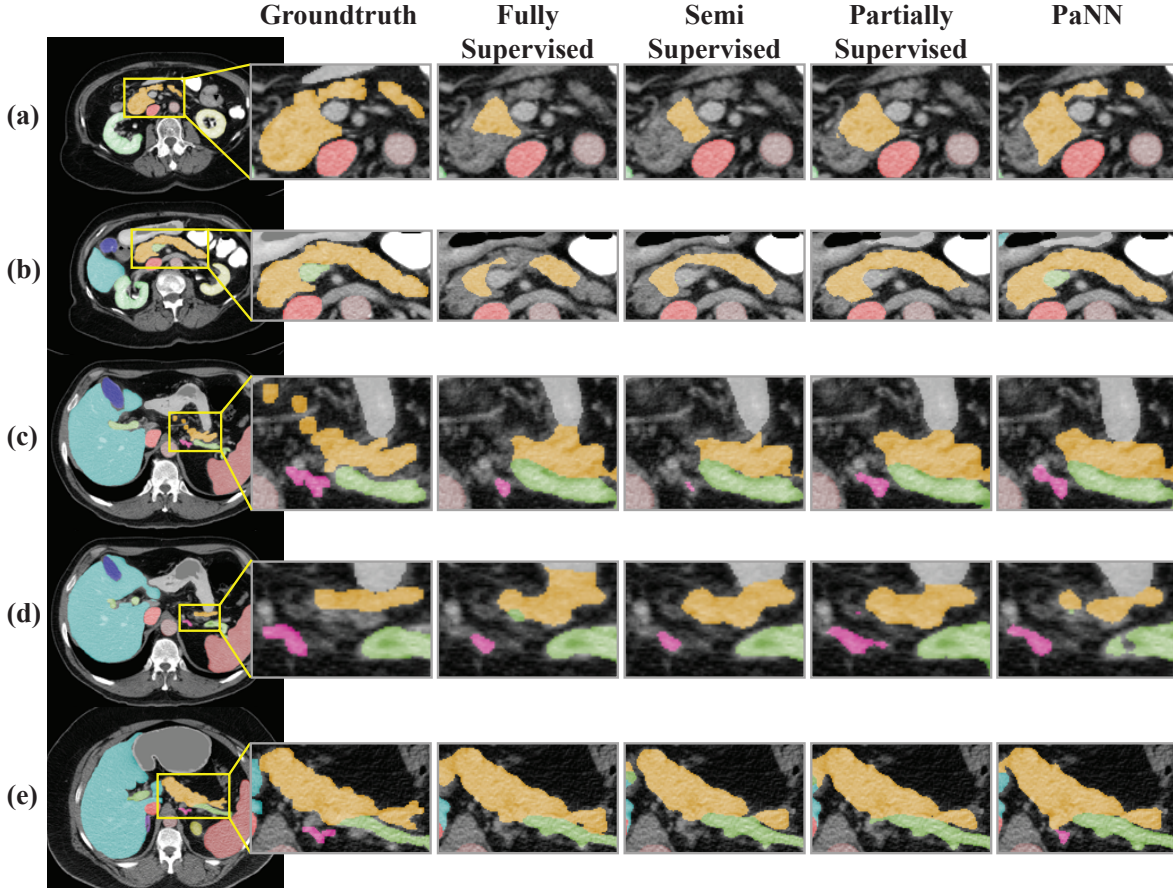 Groundtruth
Fully Supervised
Semi Supervised
Partially Supervised
PaNN
(a)
(b)
(c)
(d)
(e)